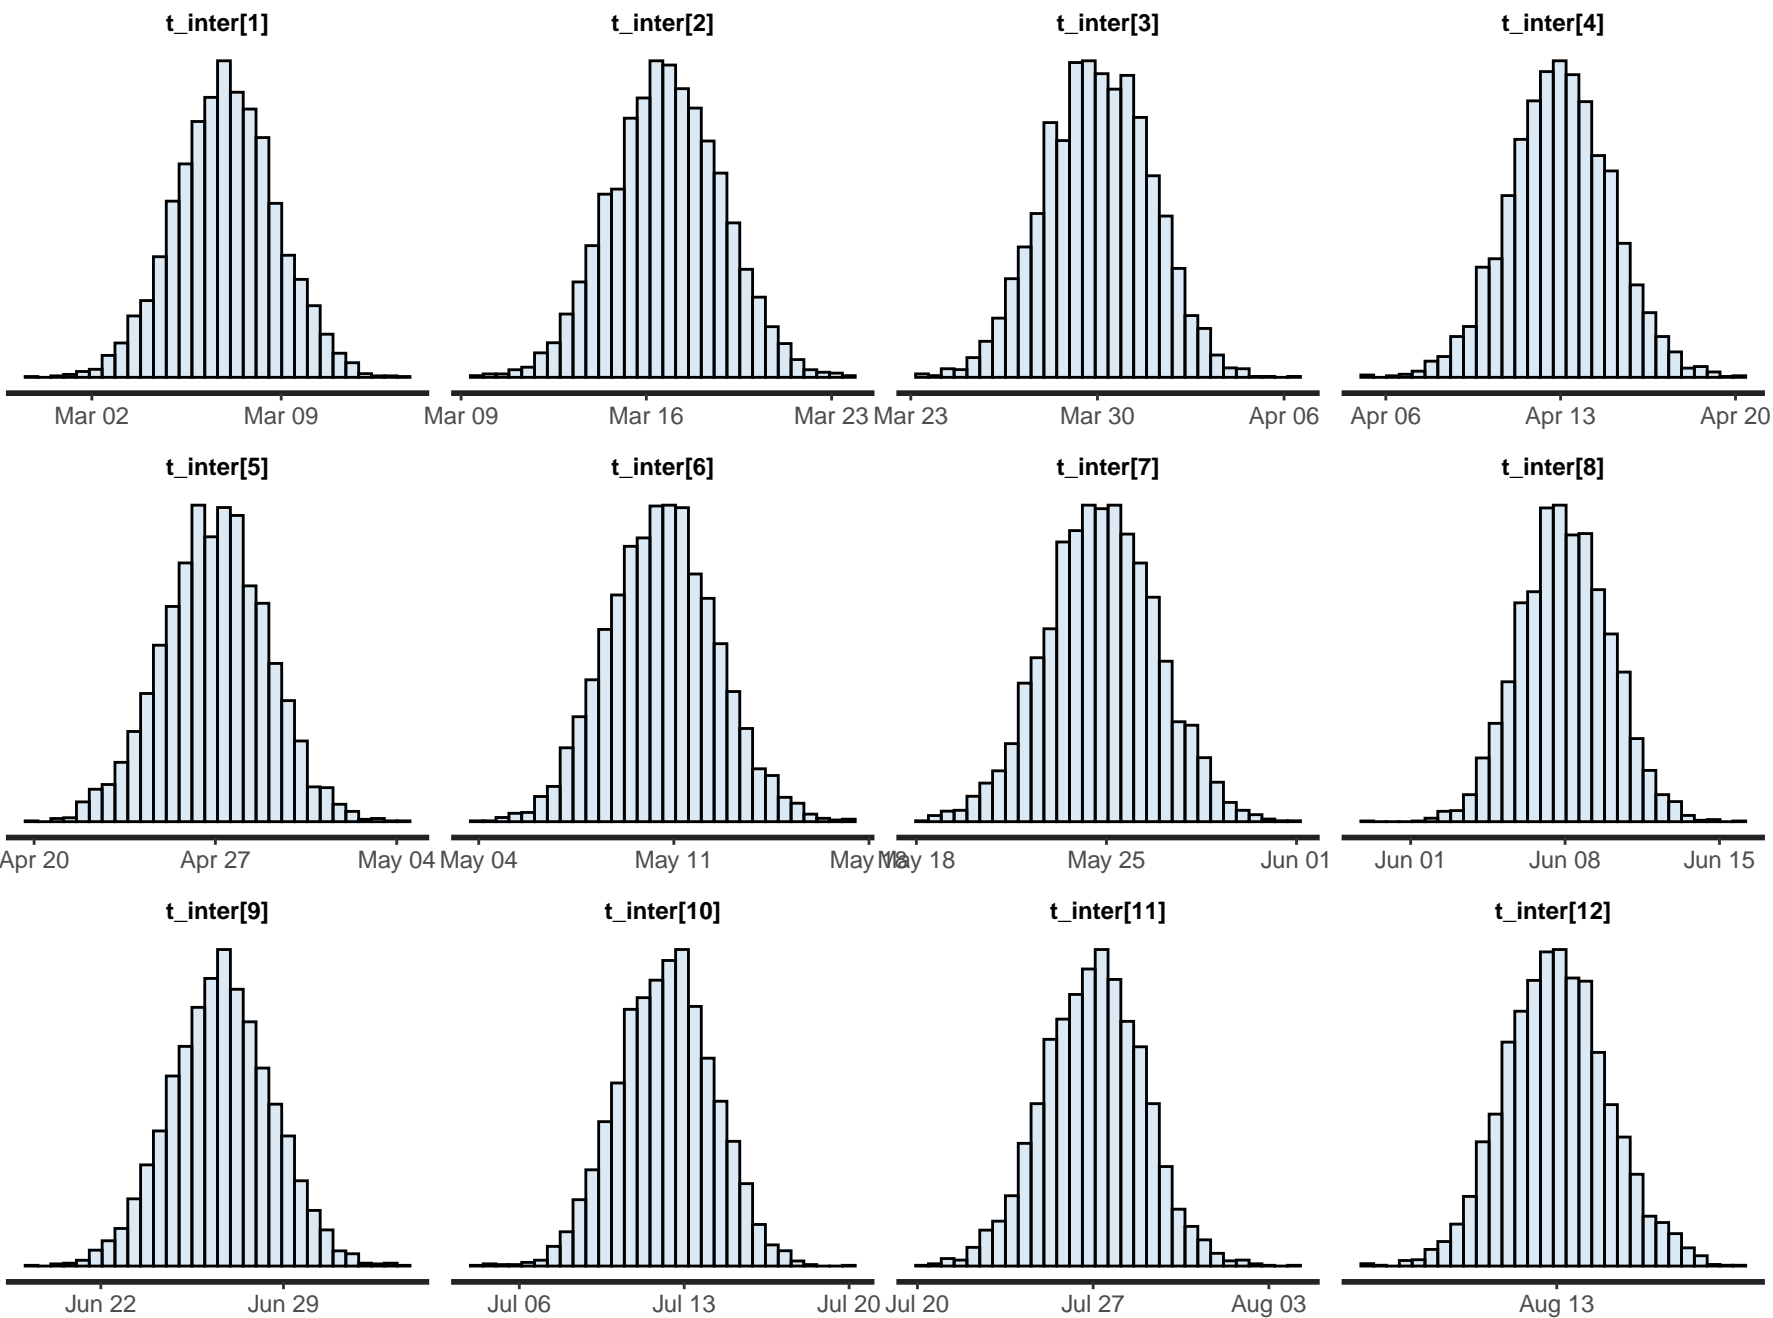 t_inter[1] t_inter[2] t_inter[3] t_inter[4]
Mar 02 Mar 09 Mar 09 Mar 16 Mar 23 Mar 23 Mar 30 Apr 06 Apr 06 Apr 13 Apr 20
t_inter[5] t_inter[6] t_inter[7] t_inter[8]
Apr 20 Apr 27 May 04 May 04 May 11 May 18 May 18 May 25 Jun 01 Jun 01 Jun 08 Jun 15
t_inter[9] t_inter[10] t_inter[11] t_inter[12]
Jun 22 Jun 29 Jul 06 Jul 13 Jul 20 Jul 20 Jul 27 Aug 03 Aug 13